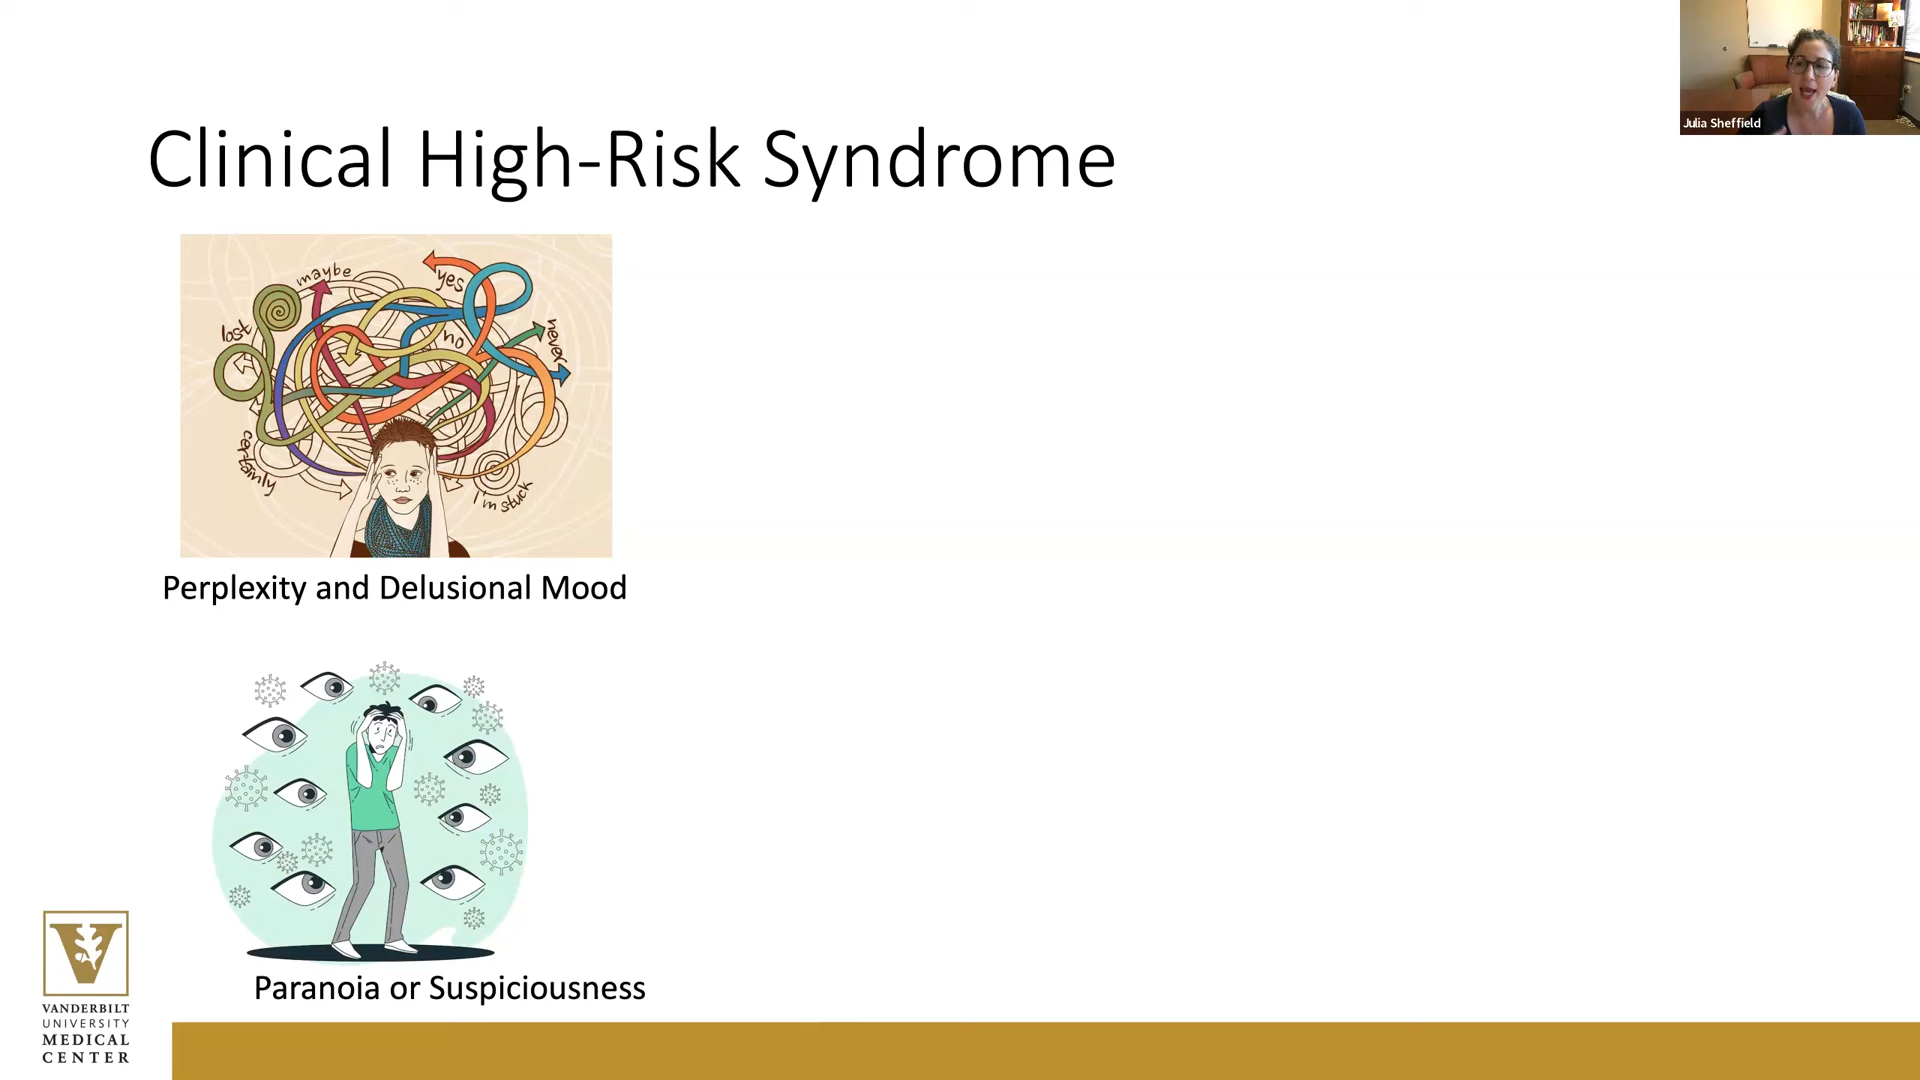 Julia Sheffield
Clinical High-Risk Syndrome
maybe
yes
lost
no
never
certainly
I'm stuck
Perplexity and Delusional Mood
Paranoia or Suspiciousness
V
VANDERBILT
UNIVERSITY
MEDICAL
CENTER